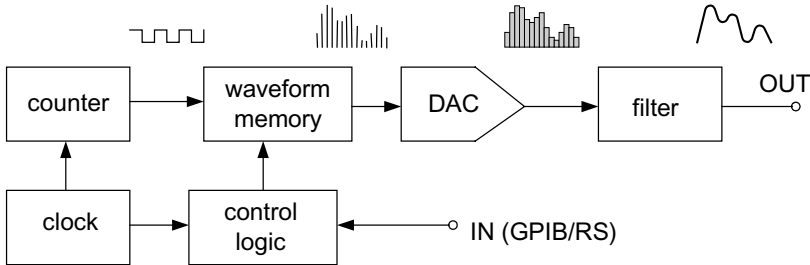 counter
waveform
memory
DAC
filter
OUT
clock
control
logic
IN (GPIB/RS)